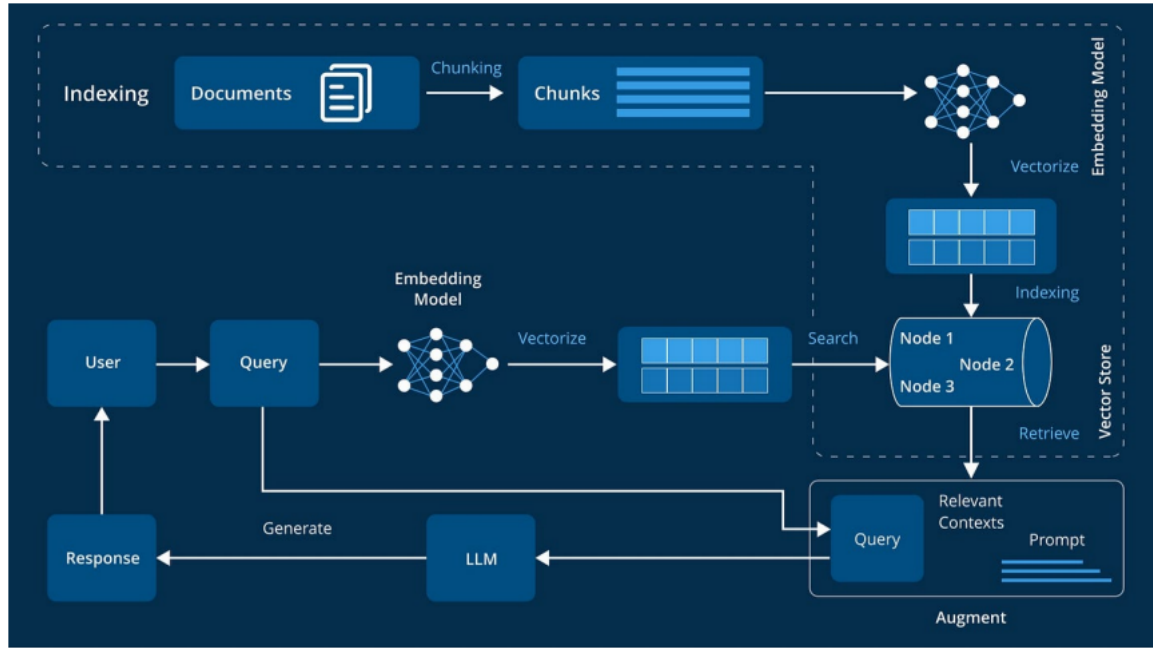 Indexing
Documents
Chunking
Chunks
Embedding Model
Vectorize
Indexing
Embedding
Model
User
Query
Vectorize
Search
Node 1
Node 2
Node 3
Vector Store
Retrieve
Response
Generate
LLM
Query
Relevant
Contexts
Prompt
Augment